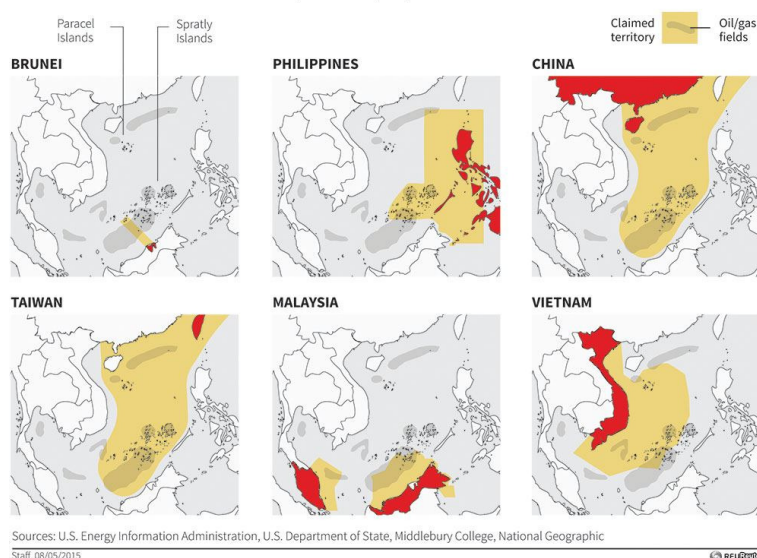 Paracel
Islands
Spratly
Islands
Claimed
territory
Oil/gas
fields
BRUNEI
PHILIPPINES
CHINA
TAIWAN
MALAYSIA
VIETNAM
Sources: U.S. Energy Information Administration, U.S. Department of State, Middlebury College, National Geographic
Staff 08/05/2015